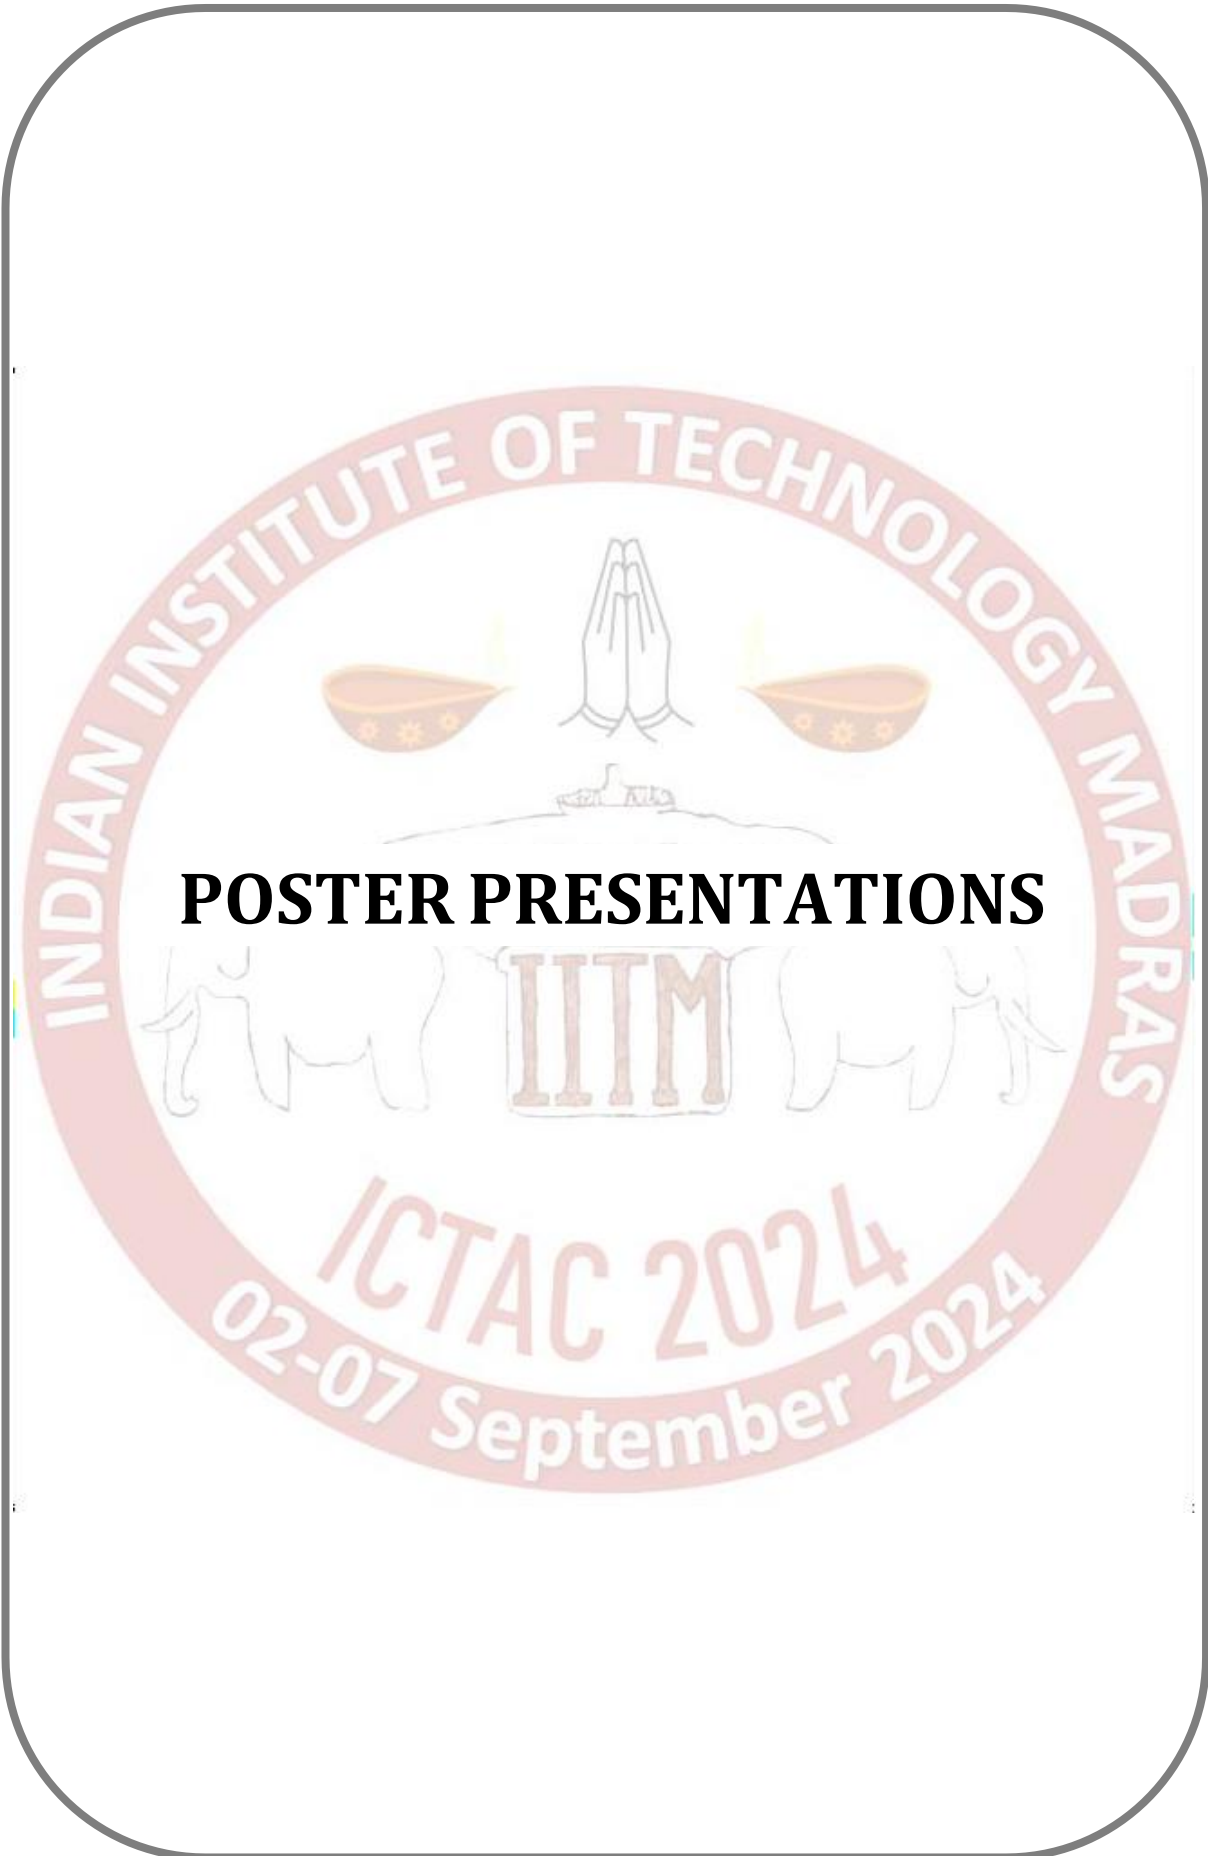 INDIAN INSTITUTE OF TECHNOLOGY MADRAS
POSTER PRESENTATIONS
IITM
ICTAC 2024
02-07 September 2024